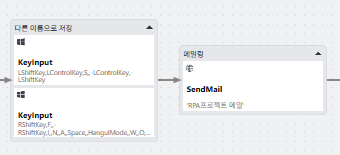 다른 이름으로 저장
KeyInput
LShiftKey,LControlKey,S,,-LControlKey,-
LShiftKey
KeyInput
RShiftKey,F,-
RShiftKey,I,N,A,Space,HangulMode,W,O,...
메일링
SendMail
'RPA프로젝트 메일'